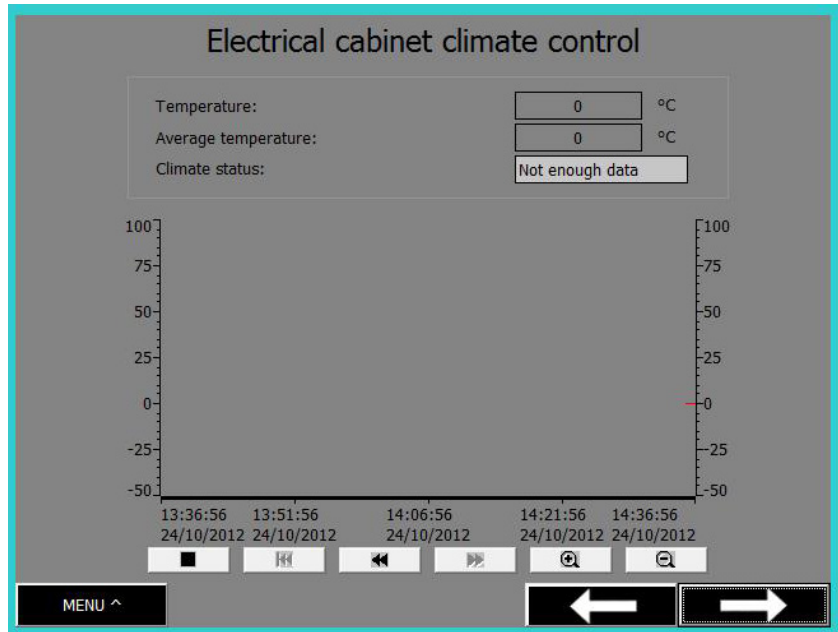 Electrical cabinet climate control
Temperature: 0 °C
Average temperature: 0 °C
Climate status: Not enough data
100 100
75 75
50 50
25 25
0 0
-25 -25
-50 -50
13:36:56 13:51:56 14:06:56 14:21:56 14:36:56
24/10/2012 24/10/2012 24/10/2012 24/10/2012 24/10/2012
MENU ^